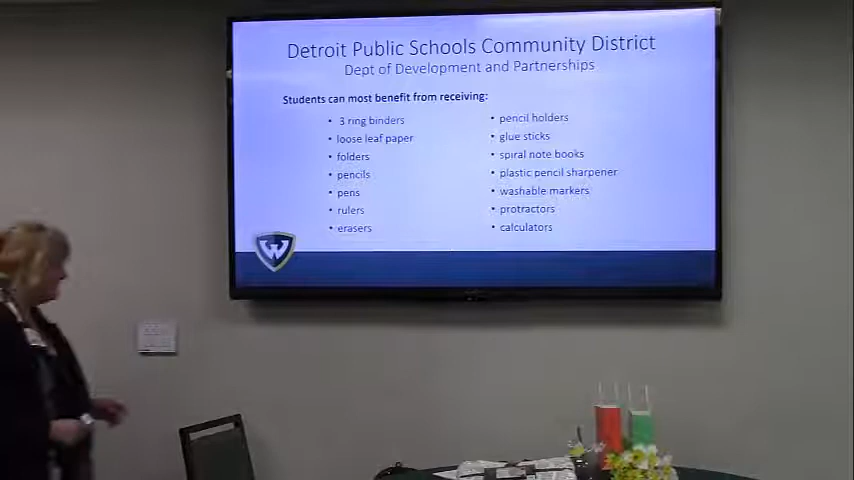 Detroit Public Schools Community District
Dept of Development and Partnerships
Students can most benefit from receiving:
• 3 ring binders
• loose leaf paper
• folders
• pencils
• pens
• rulers
• erasers
• pencil holders
• glue sticks
• spiral note books
• plastic pencil sharpener
• washable markers
• protractors
• calculators
W